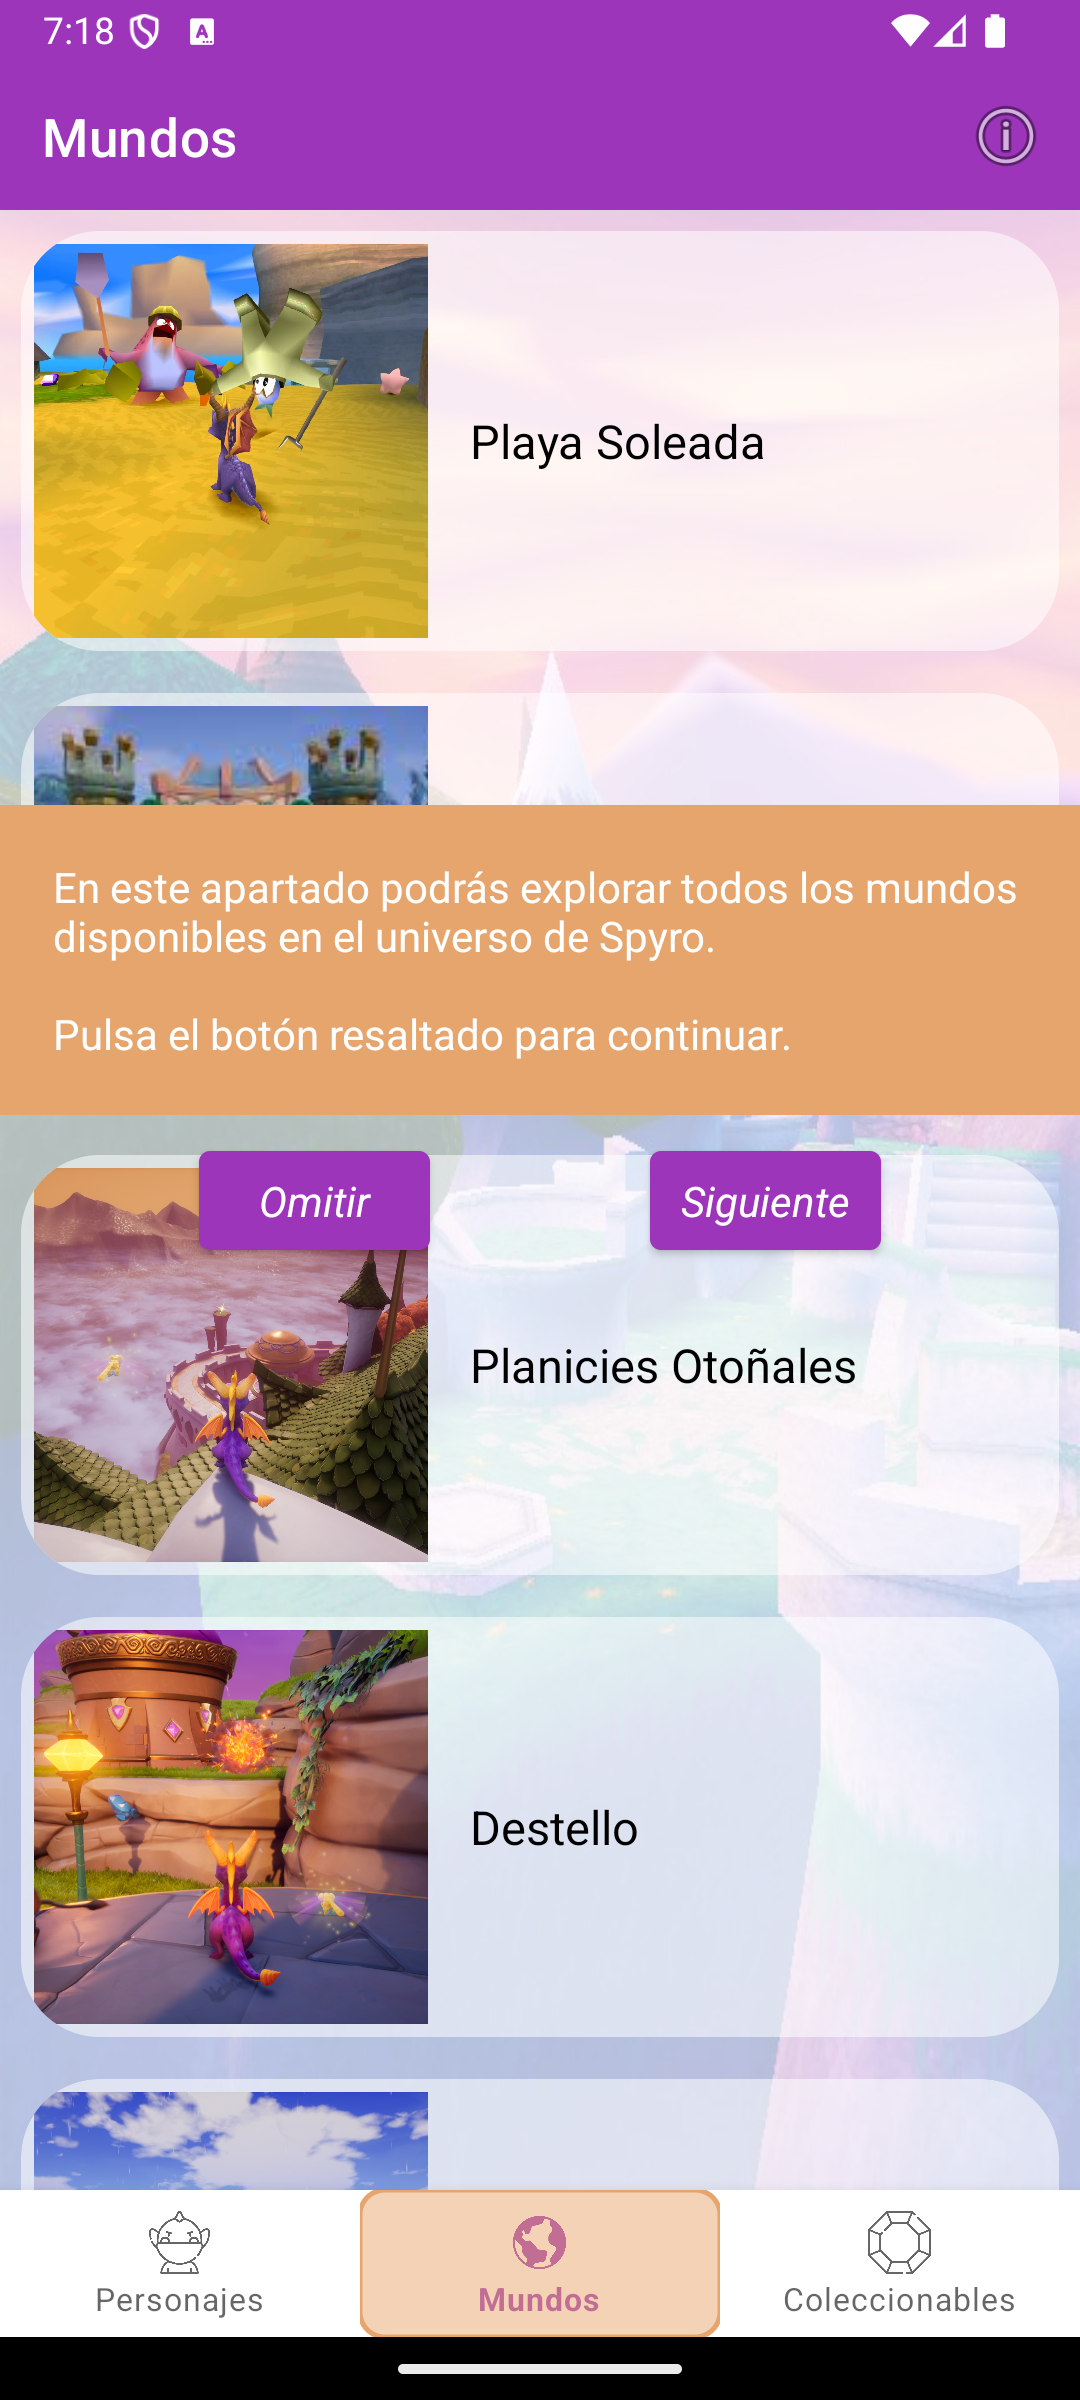 7:18
Mundos
Playa Soleada
En este apartado podrás explorar todos los mundos
disponibles en el universo de Spyro.
Pulsa el botón resaltado para continuar.
Omitir
Siguiente
Planicies Otoñales
Destello
Personajes
Mundos
Coleccionables